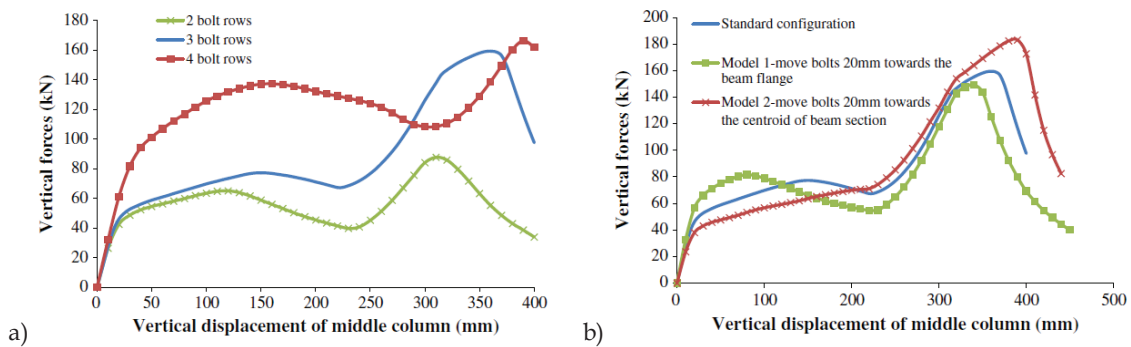 a)
180
160
140
120
100
80
60
40
20
0
Vertical forces (kN)
2 bolt rows
3 bolt rows
4 bolt rows
0 50 100 150 200 250 300 350 400
Vertical displacement of middle column (mm)
b)
200
180
160
140
120
100
80
60
40
20
0
Vertical forces (kN)
Standard configuration
Model 1-move bolts 20mm towards the
beam flange
Model 2-move bolts 20mm towards
the centroid of beam section
0 100 200 300 400 500
Vertical displacement of middle column (mm)